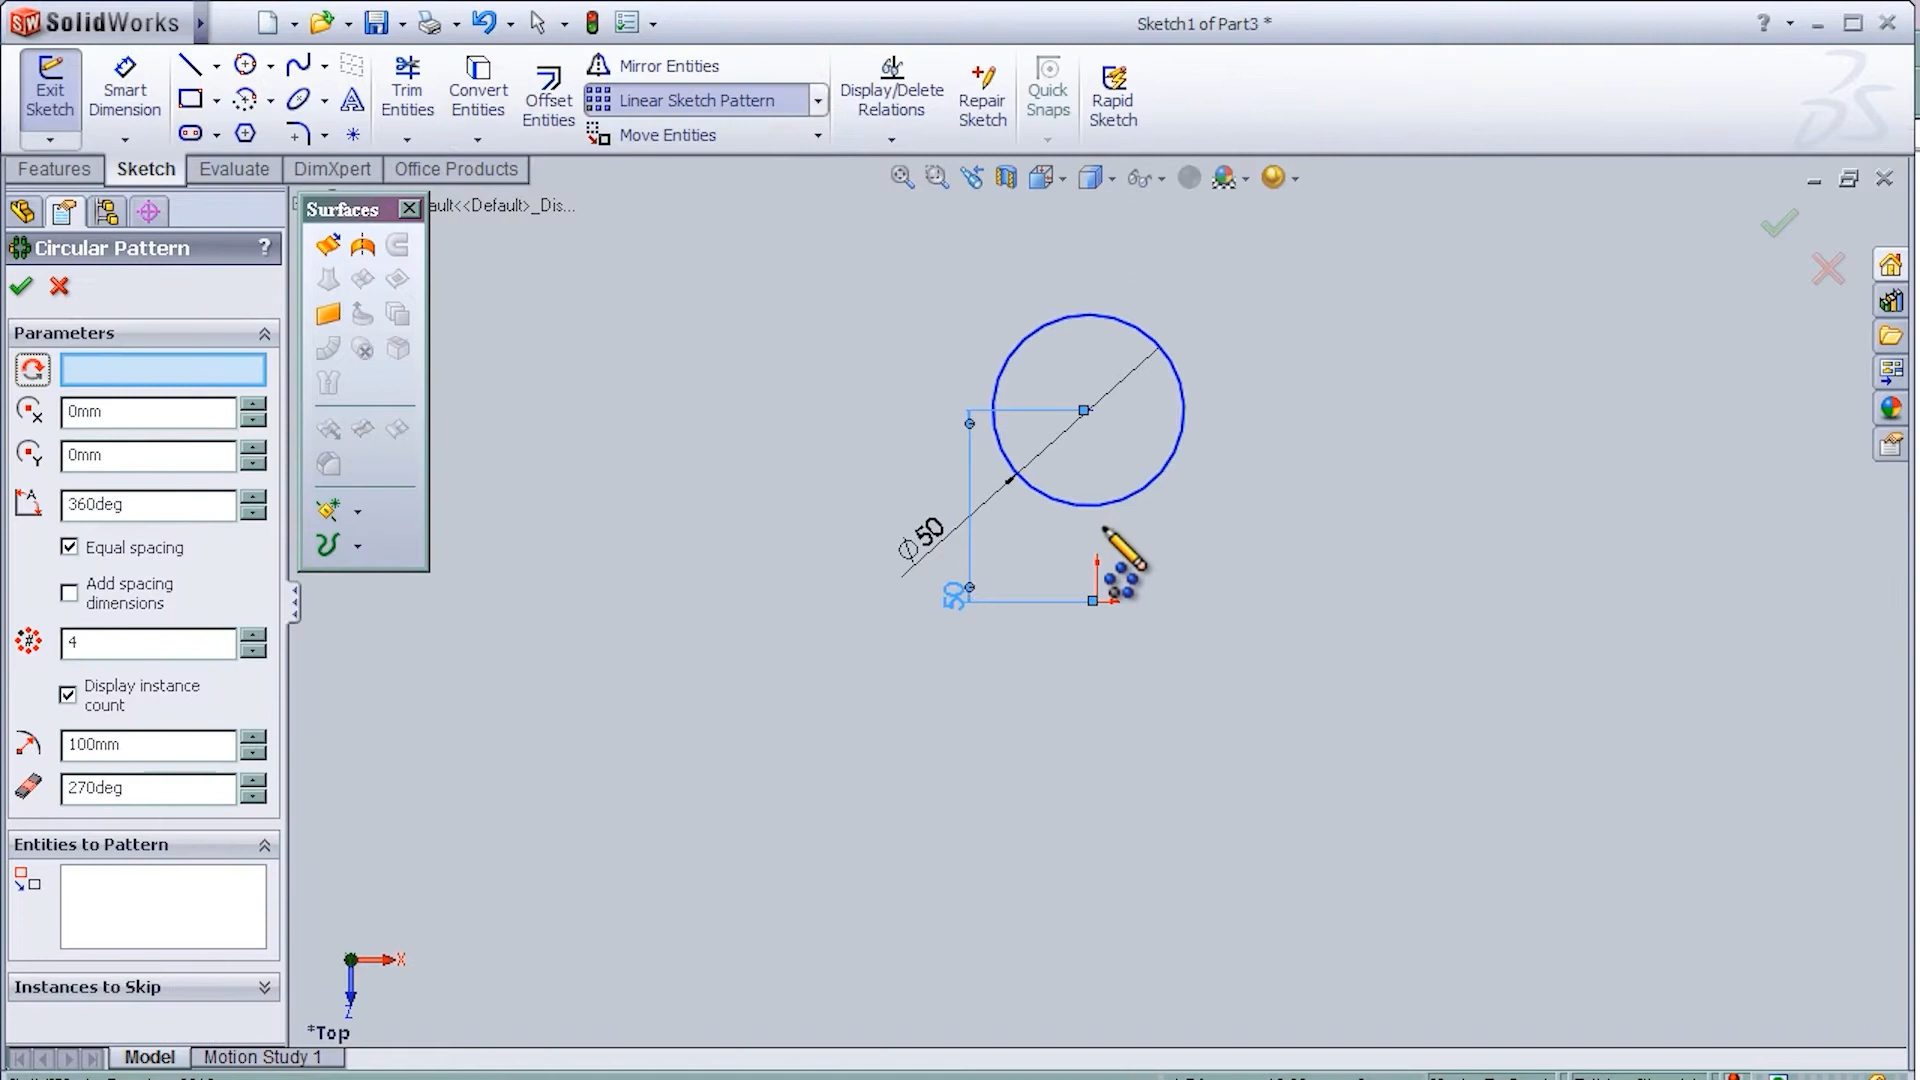 SolidWorks
Sketch1 of Part3 *
Exit Sketch
Smart Dimension
Trim Entities
Convert Entities
Offset Entities
Mirror Entities
Linear Sketch Pattern
Move Entities
Display/Delete Relations
Repair Sketch
Quick Snaps
Rapid Sketch
Features
Sketch
Evaluate
DimXpert
Office Products
Surfaces
ault<<Default>_Dis...
Circular Pattern
?
Parameters
0mm
0mm
360deg
Equal spacing
Add spacing
dimensions
4
Display instance
count
100mm
270deg
Entities to Pattern
Instances to Skip
Ø50
50
X
Z
*Top
Model
Motion Study 1